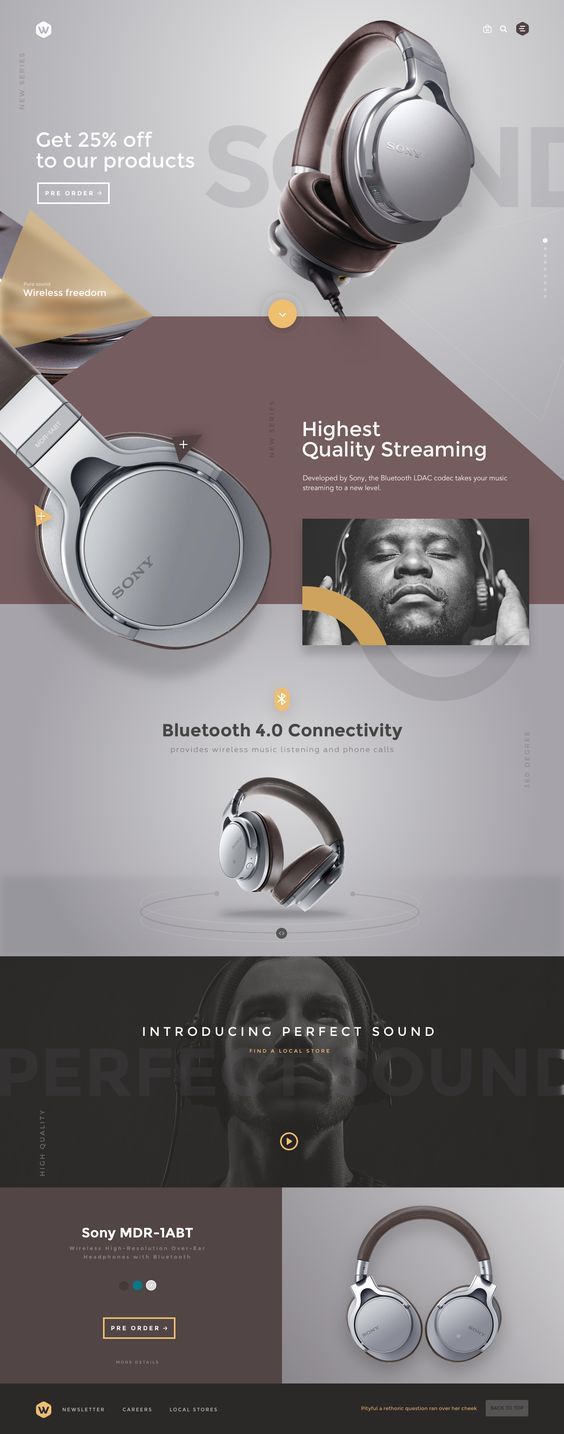 W
NEW SERIES
SOUND
SONY
Get 25% off
to our products
PRE ORDER →
Pure sound
Wireless freedom
MDR-1ABT
NEW SERIES
Highest
Quality Streaming
Developed by Sony, the Bluetooth LDAC codec takes your music
streaming to a new level.
SONY
Bluetooth 4.0 Connectivity
provides wireless music listening and phone calls
360 DEGREE
INTRODUCING PERFECT SOUND
FIND A LOCAL STORE
PERFECT SOUND
HIGH QUALITY
Sony MDR-1ABT
Wireless High-Resolution Over-Ear
Headphones with Bluetooth
PRE ORDER →
MORE DETAILS
SONY
SONY
W
NEWSLETTER
CAREERS
LOCAL STORES
Pityful a rethoric question ran over her cheek
BACK TO TOP